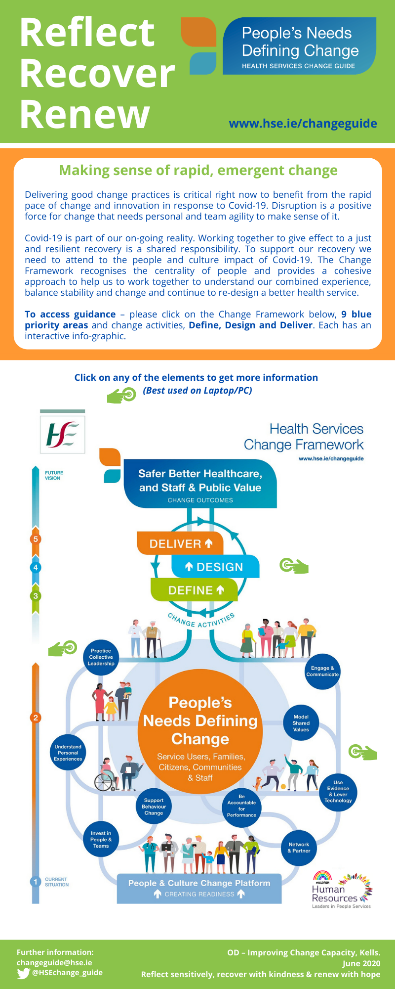 Reflect
Recover
Renew
People's Needs
Defining Change
HEALTH SERVICES CHANGE GUIDE
www.hse.ie/changeguide
Making sense of rapid, emergent change
Delivering good change practices is critical right now to benefit from the rapid
pace of change and innovation in response to Covid-19. Disruption is a positive
force for change that needs personal and team agility to make sense of it.
Covid-19 is part of our on-going reality. Working together to give effect to a just
and resilient recovery is a shared responsibility. To support our recovery we
need to attend to the people and culture impact of Covid-19. The Change
Framework recognises the centrality of people and provides a cohesive
approach to help us to work together to understand our combined experience,
balance stability and change and continue to re-design a better health service.
To access guidance – please click on the Change Framework below, 9 blue
priority areas and change activities, Define, Design and Deliver. Each has an
interactive info-graphic.
Click on any of the elements to get more information
(Best used on Laptop/PC)
Health Services
Change Framework
www.hse.ie/changeguide
FUTURE
VISION
Safer Better Healthcare,
and Staff & Public Value
CHANGE OUTCOMES
5
DELIVER
4
DESIGN
3
DEFINE
CHANGE ACTIVITIES
Practice
Collective
Leadership
Engage &
Communicate
2
People's
Needs Defining
Change
Service Users, Families,
Citizens, Communities
& Staff
Model
Shared
Values
Understand
Personal
Experiences
Use
Evidence
& Lever
Technology
Support
Behaviour
Change
Be
Accountable
for
Performance
Invest in
People &
Teams
Network
& Partner
1
CURRENT
SITUATION
People & Culture Change Platform
CREATING READINESS
Human
Resources
Leaders in People Services
Further information:
changeguide@hse.ie
@HSEchange_guide
OD – Improving Change Capacity, Kells.
June 2020
Reflect sensitively, recover with kindness & renew with hope